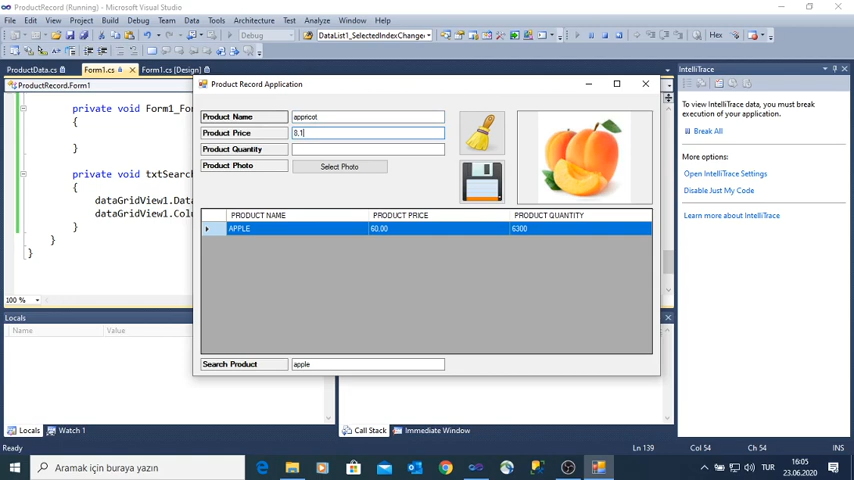 ProductRecord (Running) - Microsoft Visual Studio
File Edit View Project Build Debug Team Data Tools Architecture Test Analyze Window Help
Debug DataList1_SelectedIndexChange Hex
ProductData.cs Form1.cs Form1.cs [Design]
ProductRecord.Form1
private void Form1_For
{
}
private void txtSearch
{
dataGridView1.Data
dataGridView1.Colu
}
}
}
100 %
Locals
Name Value
Locals Watch 1
Call Stack Immediate Window
Ready Ln 139 Col 54 Ch 54 INS
Product Record Application
Product Name appricot
Product Price 8,1
Product Quantity
Product Photo Select Photo
PRODUCT NAME PRODUCT PRICE PRODUCT QUANTITY
APPLE 60.00 6300
Search Product apple
IntelliTrace
To view IntelliTrace data, you must break
execution of your application.
Break All
More options:
Open IntelliTrace Settings
Disable Just My Code
Learn more about IntelliTrace
Aramak için buraya yazın
TUR
16:05
23.06.2020